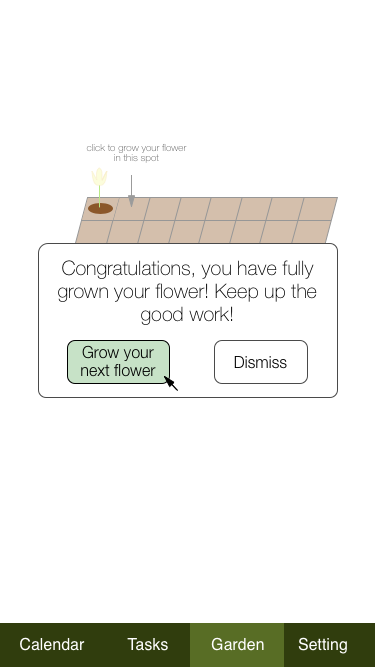 click to grow your flower
in this spot
Congratulations, you have fully
grown your flower! Keep up the
good work!
Grow your
next flower
Dismiss
Calendar
Tasks
Garden
Setting